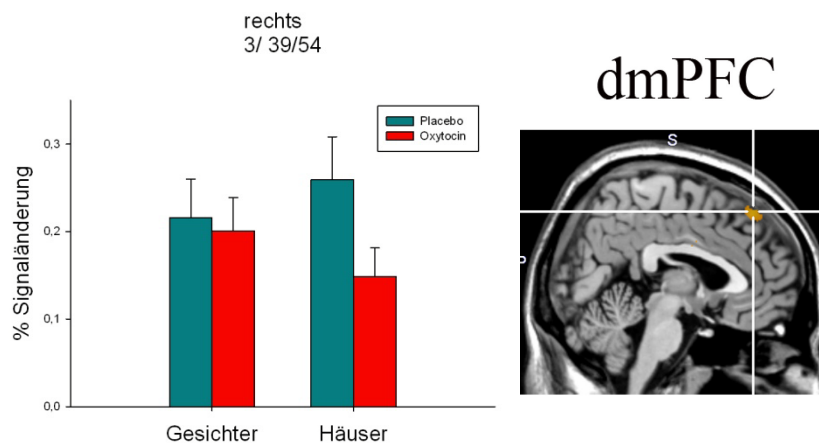 rechts
3/ 39/54
% Signaländerung
0,3
0,2
0,1
0,0
Placebo
Oxytocin
Gesichter
Häuser
dmPFC
S
P